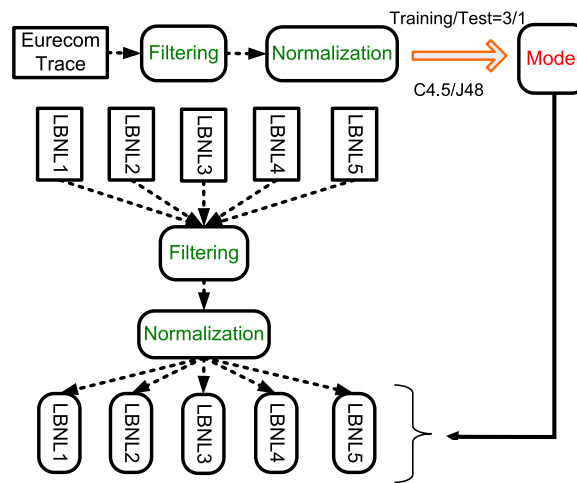 Training/Test=3/1
Eurecom
Trace
Filtering
Normalization
Model
C4.5/J48
LBNL1
LBNL2
LBNL3
LBNL4
LBNL5
Filtering
Normalization
LBNL1
LBNL2
LBNL3
LBNL4
LBNL5